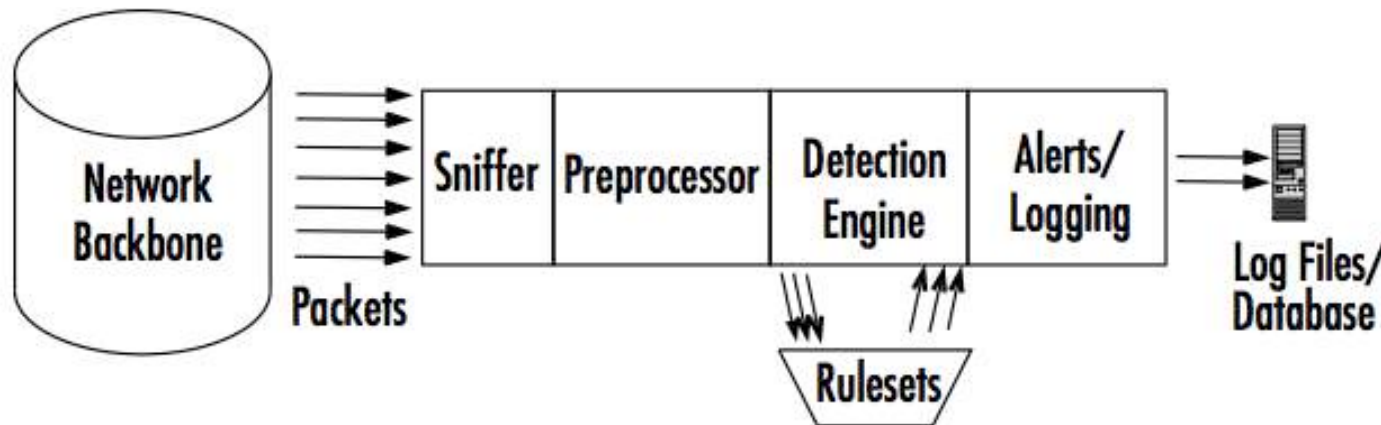 Network
Backbone
Packets
Sniffer
Preprocessor
Detection
Engine
Alerts/
Logging
Rulesets
Log Files/
Database